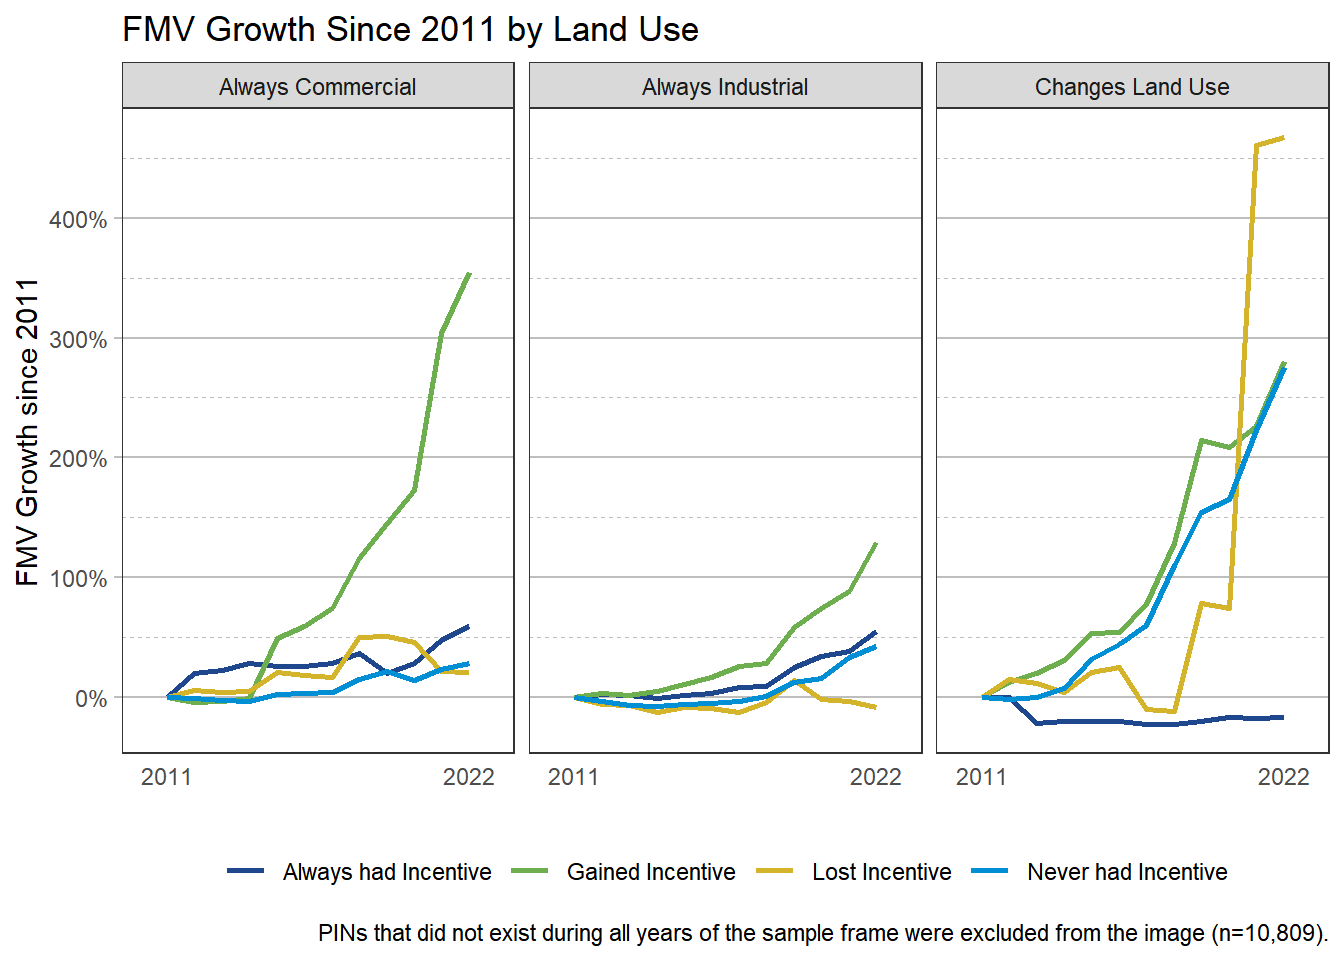 FMV Growth Since 2011 by Land Use
Always Commercial
Always Industrial
Changes Land Use
FMV Growth since 2011
400%
300%
200%
100%
0%
2011
2022
2011
2022
2011
2022
Always had Incentive
Gained Incentive
Lost Incentive
Never had Incentive
PINs that did not exist during all years of the sample frame were excluded from the image (n=10,809).